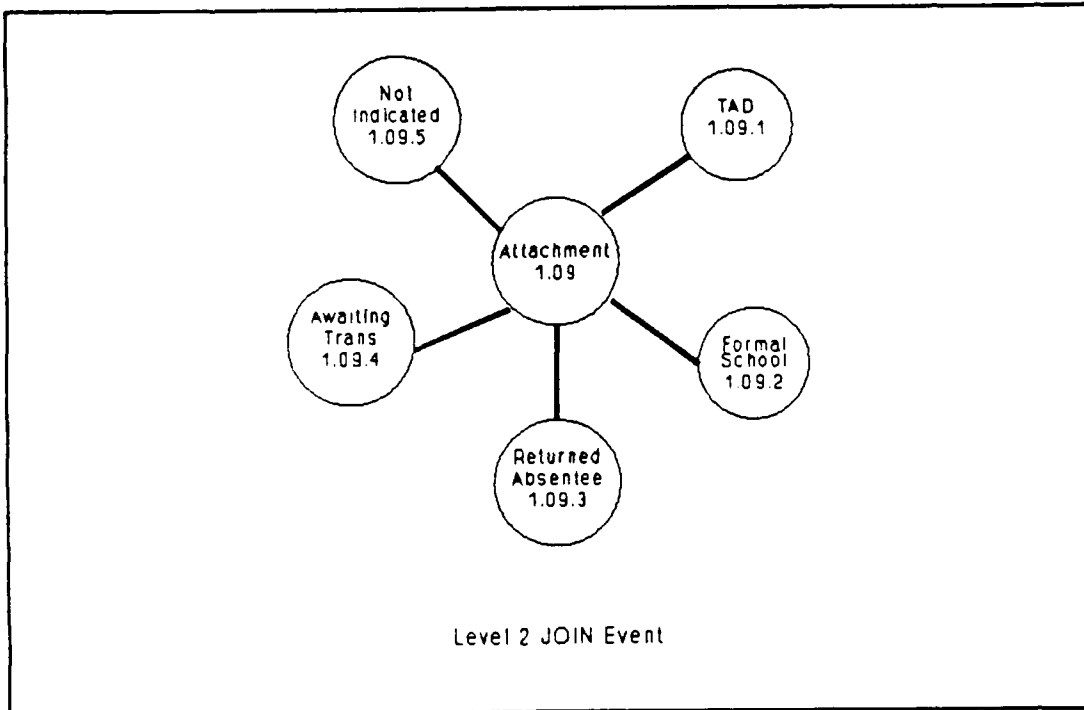 Not
Indicated
1.09.5
TAD
1.09.1
Attachment
1.09
Awaiting
Trans
1.09.4
Formal
School
1.09.2
Returned
Absentee
1.09.3
Level 2 JOIN Event